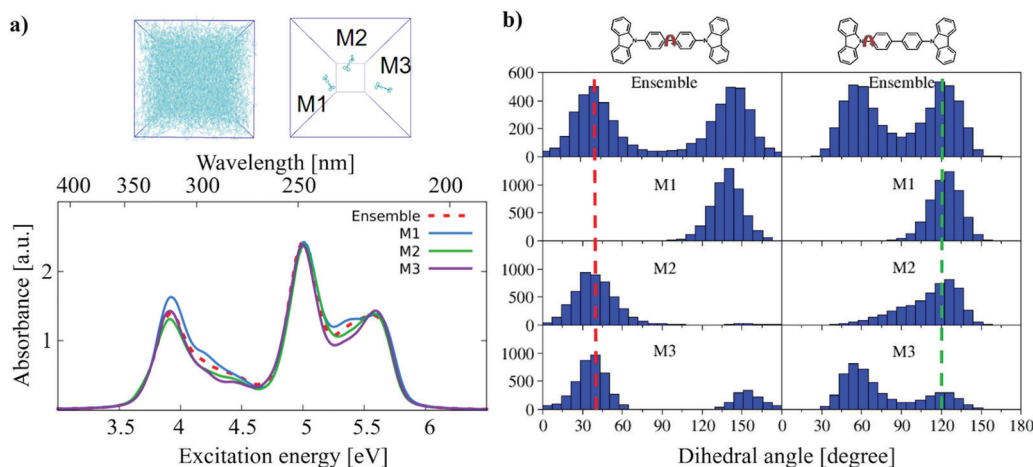 a)
M2
M3
M1
Wavelength [nm]
400 350 300 250 200
Ensemble
M1
M2
M3
Absorbance [a.u.]
2
1
3.5 4 4.5 5 5.5 6
Excitation energy [eV]
b)
N N N N
600 Ensemble Ensemble
400
200
0
M1 M1
1000
500
0
M2 M2
1000
500
0
M3 M3
1000
500
0
0 30 60 90 120 150 0 30 60 90 120 150 180
Dihedral angle [degree]